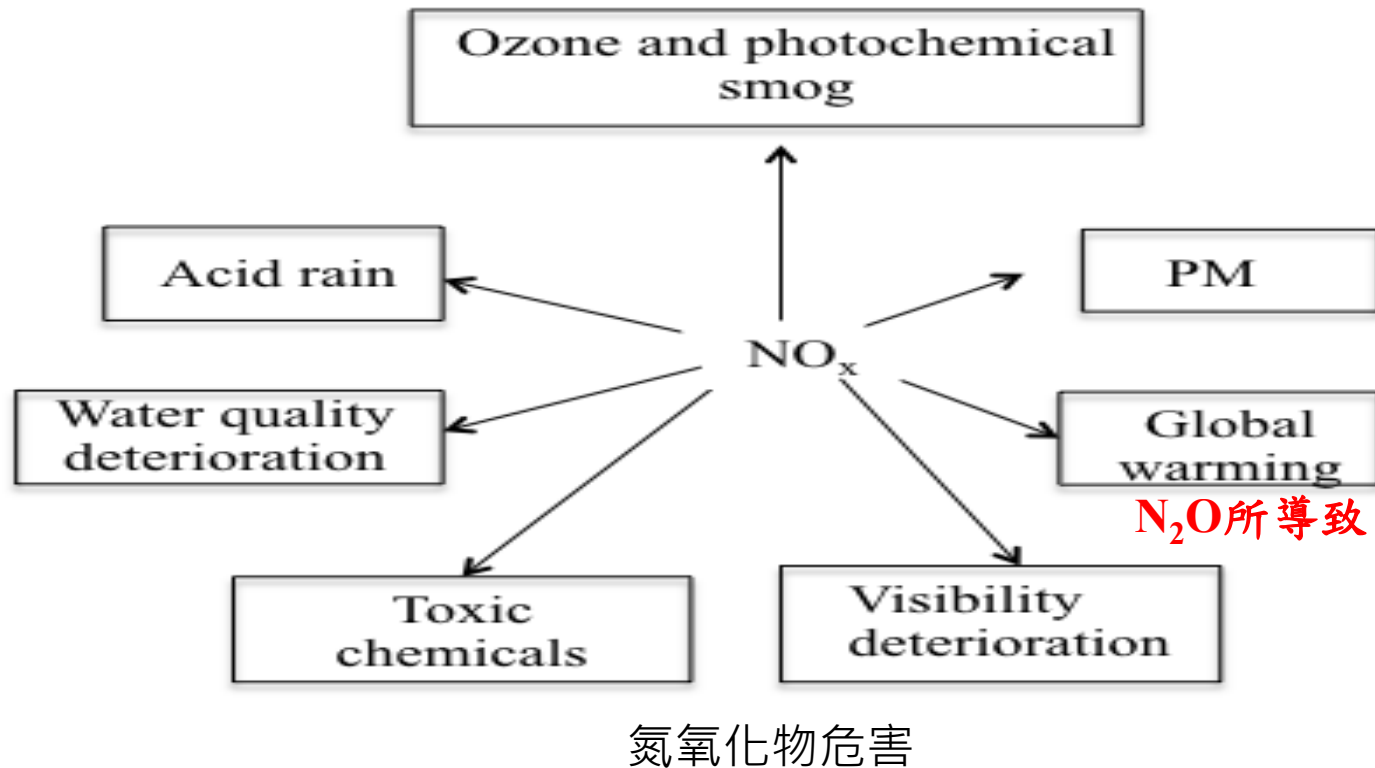 Ozone and photochemical
smog
Acid rain
PM
NOₓ
Water quality
deterioration
Global
warming
N₂O所導致
Toxic
chemicals
Visibility
deterioration
氮氧化物危害